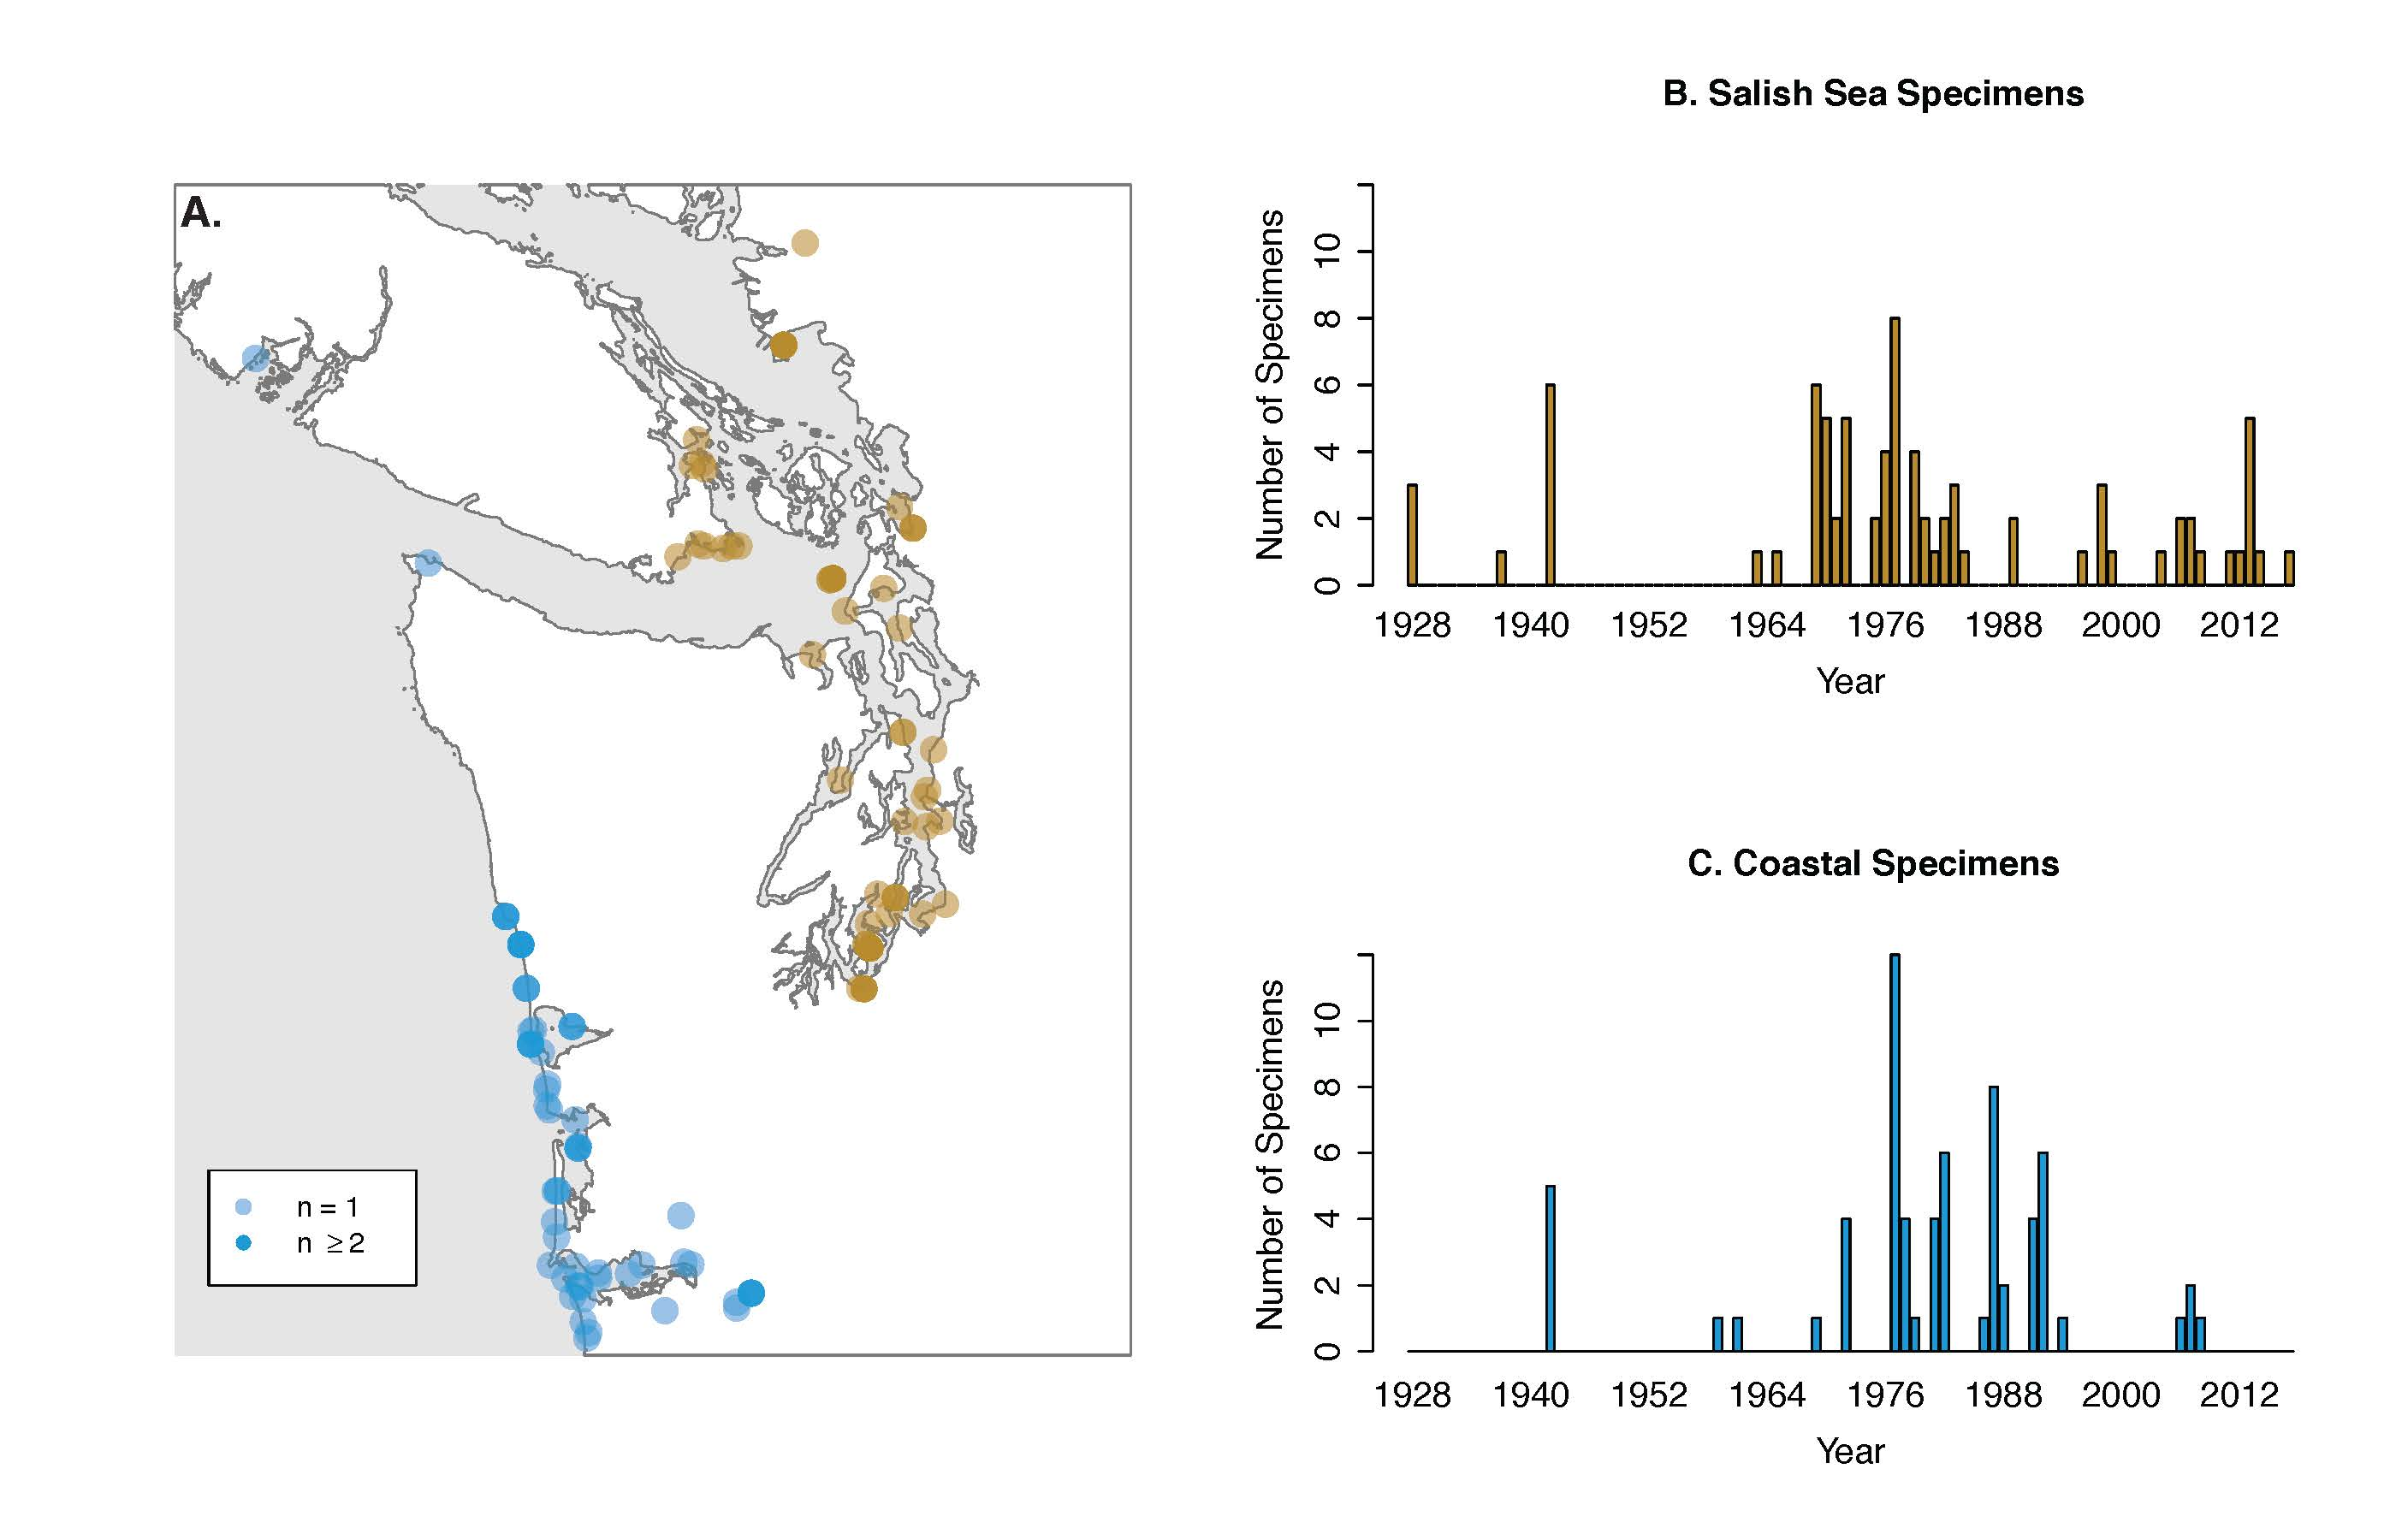 A.
n = 1
n ≥ 2
B. Salish Sea Specimens
Number of Specimens
0 2 4 6 8 10
1928 1940 1952 1964 1976 1988 2000 2012
Year
C. Coastal Specimens
Number of Specimens
0 2 4 6 8 10
1928 1940 1952 1964 1976 1988 2000 2012
Year